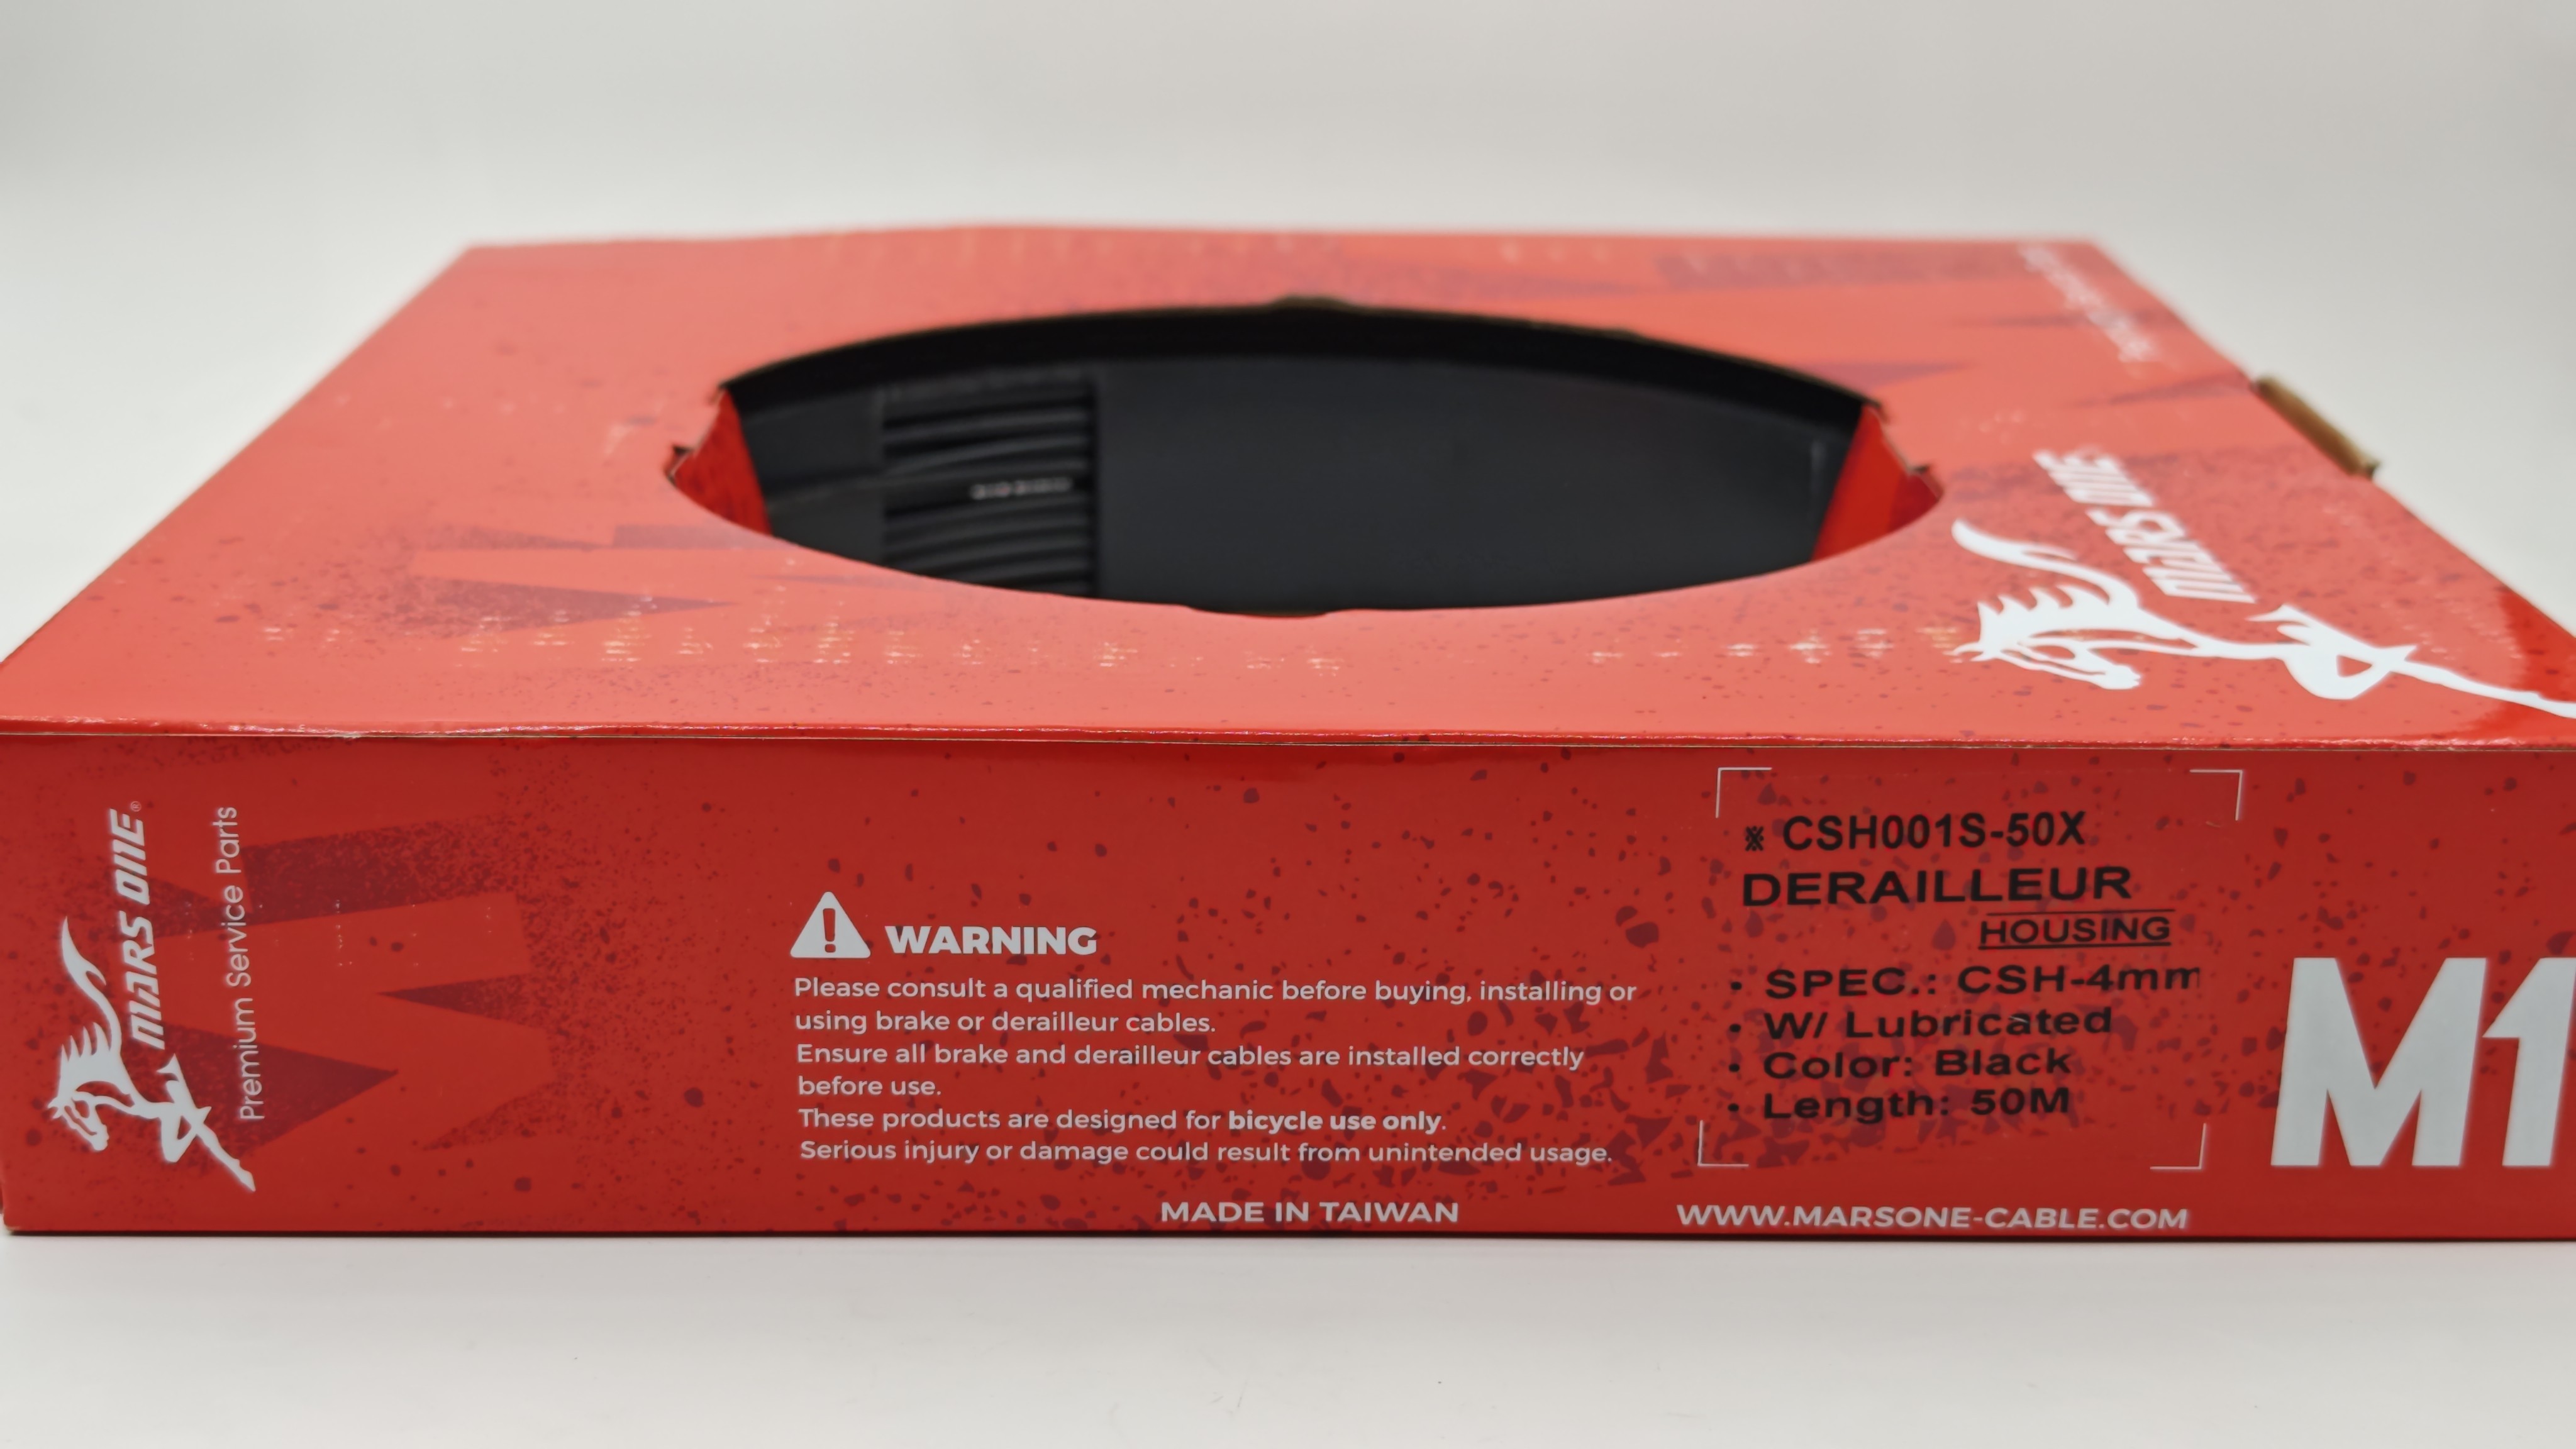 MARS ONE
MARS ONE®
Premium Service Parts
WARNING
Please consult a qualified mechanic before buying, installing or
using brake or derailleur cables.
Ensure all brake and derailleur cables are installed correctly
before use.
These products are designed for bicycle use only.
Serious injury or damage could result from unintended usage.
MADE IN TAIWAN
※ CSH001S-50X
DERAILLEUR
HOUSING
• SPEC.: CSH-4mm
• W/ Lubricated
• Color: Black
• Length: 50M
WWW.MARSONE-CABLE.COM
M1